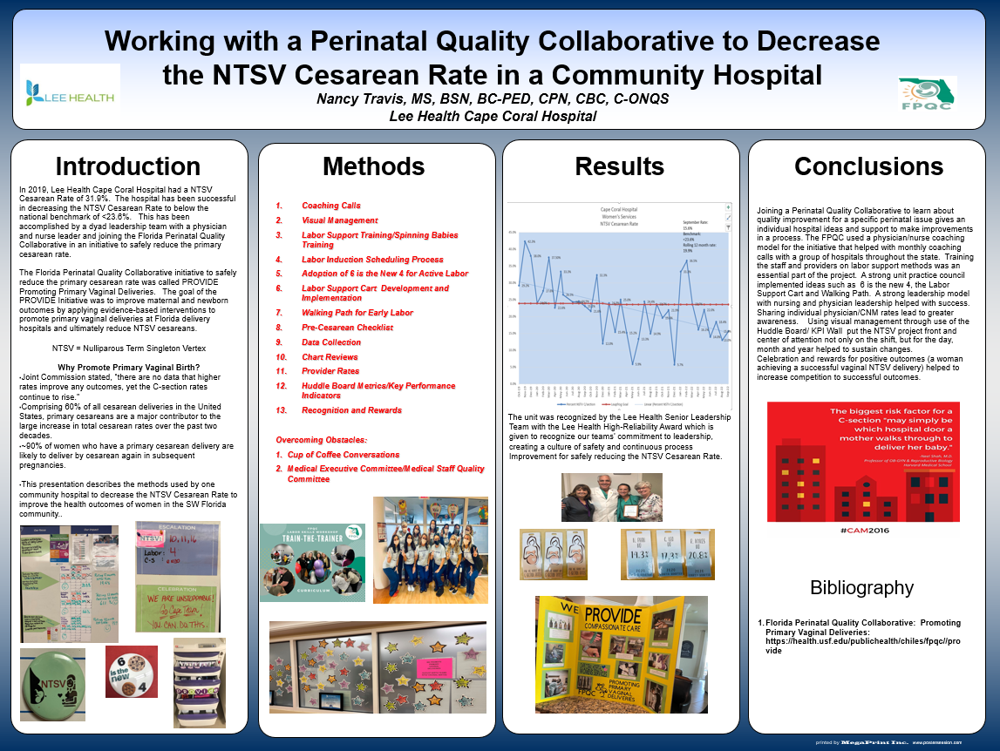 Working with a Perinatal Quality Collaborative to Decrease
the NTSV Cesarean Rate in a Community Hospital
Nancy Travis, MS, BSN, BC-PED, CPN, CBC, C-ONQS
Lee Health Cape Coral Hospital
LEE HEALTH
FPQC
Introduction
In 2019, Lee Health Cape Coral Hospital had a NTSV
Cesarean Rate of 31.9%. The hospital has been successful
in decreasing the NTSV Cesarean Rate to below the
national benchmark of <23.6%. This has been
accomplished by a dyad leadership team with a physician
and nurse leader and joining the Florida Perinatal Quality
Collaborative in an initiative to safely reduce the primary
cesarean rate.
The Florida Perinatal Quality Collaborative initiative to safely
reduce the primary cesarean rate was called PROVIDE
Promoting Primary Vaginal Deliveries. The goal of the
PROVIDE Initiative was to improve maternal and newborn
outcomes by applying evidence-based interventions to
promote primary vaginal deliveries at Florida delivery
hospitals and ultimately reduce NTSV cesareans.
NTSV = Nulliparous Term Singleton Vertex
Why Promote Primary Vaginal Birth?
•Joint Commission stated, "there are no data that higher
rates improve any outcomes, yet the C-section rates
continue to rise."
•Comprising 60% of all cesarean deliveries in the United
States, primary cesareans are a major contributor to the
large increase in total cesarean rates over the past two
decades.
•~90% of women who have a primary cesarean delivery are
likely to deliver by cesarean again in subsequent
pregnancies.
•This presentation describes the methods used by one
community hospital to decrease the NTSV Cesarean Rate to
improve the health outcomes of women in the SW Florida
community..
ESCALATION
NTSV:
10, 11, 16
Labor: 4
C-S
CELEBRATION
WE ARE UNSTOPPABLE!
Go Cape Team!
YOU CAN DO THIS.
NTSV
6
is the
new
4
PROVIDE
Methods
1. Coaching Calls
2. Visual Management
3. Labor Support Training/Spinning Babies
Training
4. Labor Induction Scheduling Process
5. Adoption of 6 is the New 4 for Active Labor
6. Labor Support Cart Development and
Implementation
7. Walking Path for Early Labor
8. Pre-Cesarean Checklist
9. Data Collection
10. Chart Reviews
11. Provider Rates
12. Huddle Board Metrics/Key Performance
Indicators
13. Recognition and Rewards
Overcoming Obstacles:
1. Cup of Coffee Conversations
2. Medical Executive Committee/Medical Staff Quality
Committee
FPQC
LABOR SKILLS WORKSHOP
TRAIN-THE-TRAINER
CURRICULUM
Results
Cape Coral Hospital
Women's Services
NTSV Cesarean Rate
September Rate:
15.6%
Benchmark:
<23.6%
Rolling 12 month rate:
19.9%
Percent NTSV C/section
Linear (Percent NTSV C/section)
The unit was recognized by the Lee Health Senior Leadership
Team with the Lee Health High-Reliability Award which is
given to recognize our teams' commitment to leadership,
creating a culture of safety and continuous process
Improvement for safely reducing the NTSV Cesarean Rate.
19.3%
17.3%
20.8%
WE PROVIDE
COMPASSIONATE CARE
PROMOTING
PRIMARY
VAGINAL
DELIVERIES
FPQC
Conclusions
Joining a Perinatal Quality Collaborative to learn about
quality improvement for a specific perinatal issue gives an
individual hospital ideas and support to make improvements
in a process. The FPQC used a physician/nurse coaching
model for the initiative that helped with monthly coaching
calls with a group of hospitals throughout the state. Training
the staff and providers on labor support methods was an
essential part of the project. A strong unit practice council
implemented ideas such as 6 is the new 4, the Labor
Support Cart and Walking Path. A strong leadership model
with nursing and physician leadership helped with success.
Sharing individual physician/CNM rates lead to greater
awareness. Using visual management through use of the
Huddle Board/ KPI Wall put the NTSV project front and
center of attention not only on the shift, but for the day,
month and year helped to sustain changes.
Celebration and rewards for positive outcomes (a woman
achieving a successful vaginal NTSV delivery) helped to
increase competition to successful outcomes.
The biggest risk factor for a
C-section "may simply be
which hospital door a
mother walks through to
deliver her baby."
- Neel Shah, M.D.
Professor of OB-GYN & Reproductive Biology
Harvard Medical School
#CAM2016
Bibliography
1. Florida Perinatal Quality Collaborative: Promoting
Primary Vaginal Deliveries:
https://health.usf.edu/publichealth/chiles/fpqc//pro
vide
printed by MegaPrint Inc. www.postersession.com